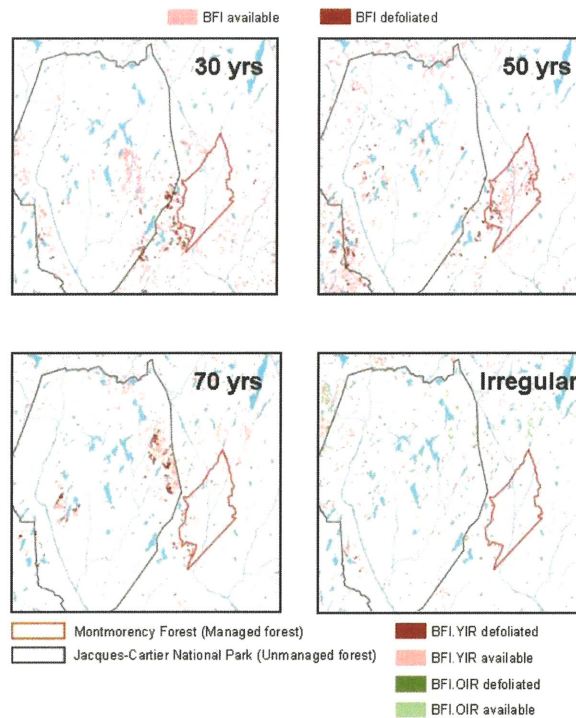 BFI available
BFI defoliated
30 yrs
50 yrs
70 yrs
Irregular
Montmorency Forest (Managed forest)
Jacques-Cartier National Park (Unmanaged forest)
BFI.YIR defoliated
BFI.YIR available
BFI.OIR defoliated
BFI.OIR available